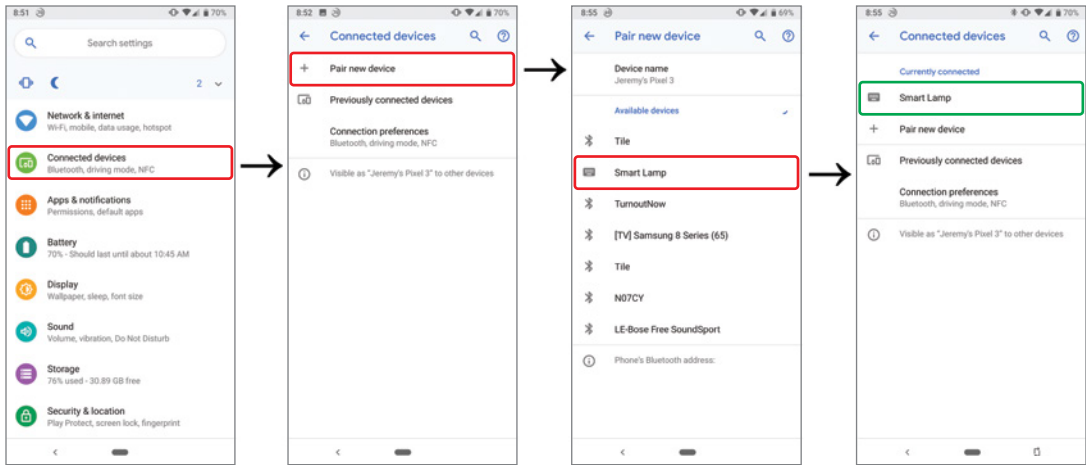 8:51 70%
Search settings
2
Network & internet
Wi-Fi, mobile, data usage, hotspot
Connected devices
Bluetooth, driving mode, NFC
Apps & notifications
Permissions, default apps
Battery
70% - Should last until about 10:45 AM
Display
Wallpaper, sleep, font size
Sound
Volume, vibration, Do Not Disturb
Storage
76% used - 30.89 GB free
Security & location
Play Protect, screen lock, fingerprint
8:52 70%
Connected devices
Pair new device
Previously connected devices
Connection preferences
Bluetooth, driving mode, NFC
Visible as "Jeremy's Pixel 3" to other devices
8:55 69%
Pair new device
Device name
Jeremy's Pixel 3
Available devices
Tile
Smart Lamp
TurnoutNow
[TV] Samsung 8 Series (65)
Tile
N07CY
LE-Bose Free SoundSport
Phone's Bluetooth address:
8:55 70%
Connected devices
Currently connected
Smart Lamp
Pair new device
Previously connected devices
Connection preferences
Bluetooth, driving mode, NFC
Visible as "Jeremy's Pixel 3" to other devices